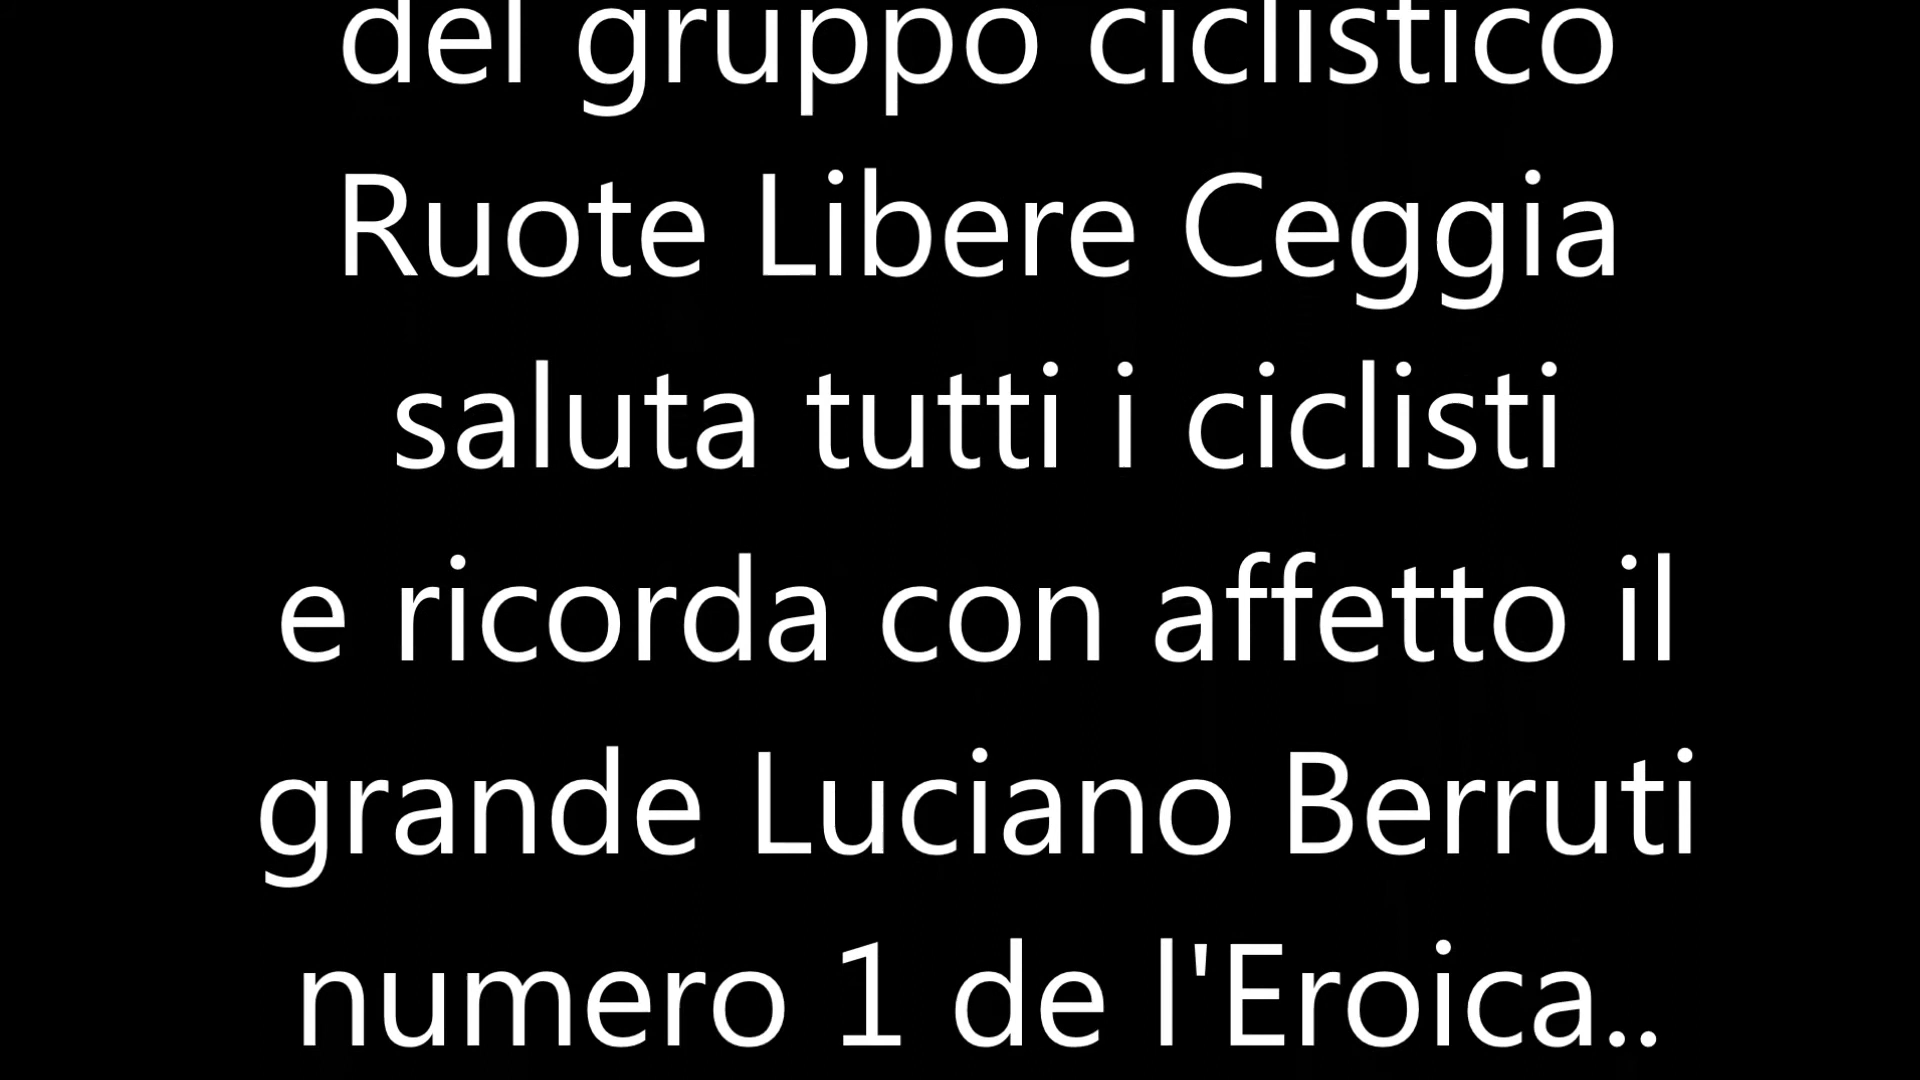 del gruppo ciclistico
Ruote Libere Ceggia
saluta tutti i ciclisti
e ricorda con affetto il
grande Luciano Berruti
numero 1 de l'Eroica..